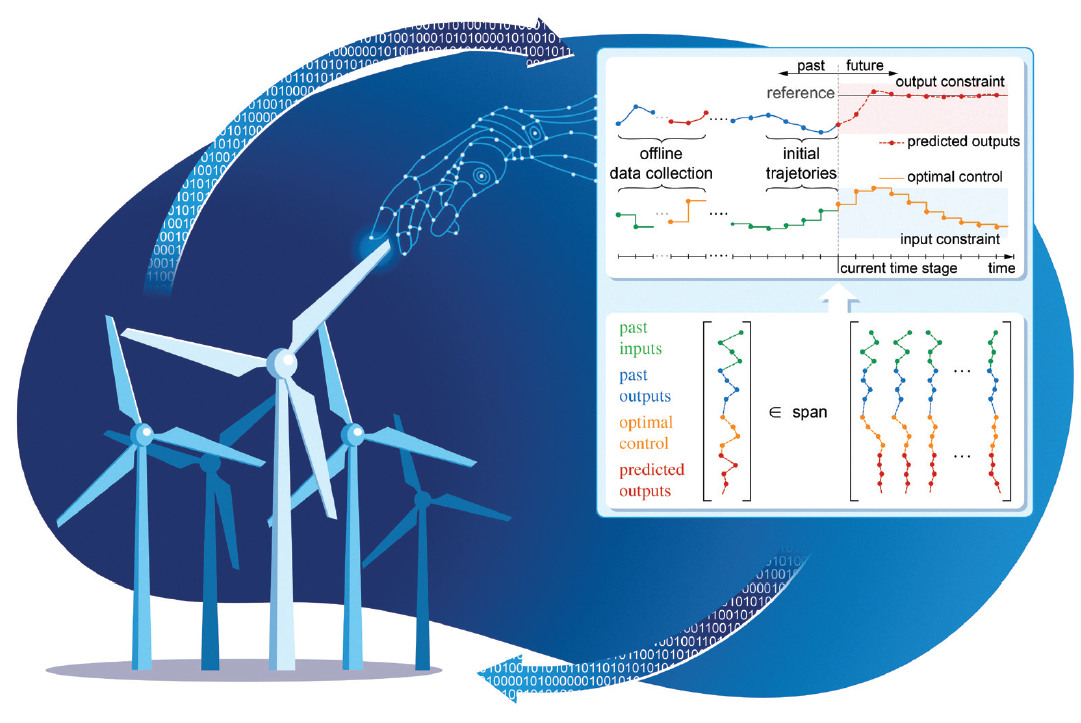 past future
output constraint
reference
predicted outputs
offline
data collection
initial
trajetories
optimal control
input constraint
current time stage
time
past
inputs
past
outputs
optimal
control
predicted
outputs
∈ span